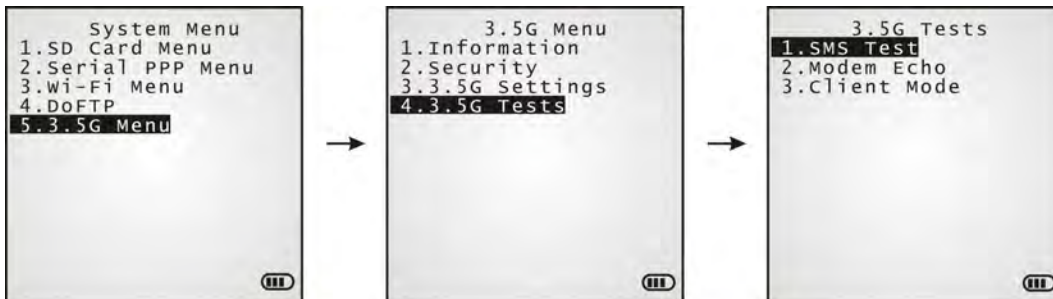 System Menu
1.SD Card Menu
2.Serial PPP Menu
3.Wi-Fi Menu
4.DoFTP
5.3.5G Menu
3.5G Menu
1.Information
2.Security
3.3.5G Settings
4.3.5G Tests
3.5G Tests
1.SMS Test
2.Modem Echo
3.Client Mode